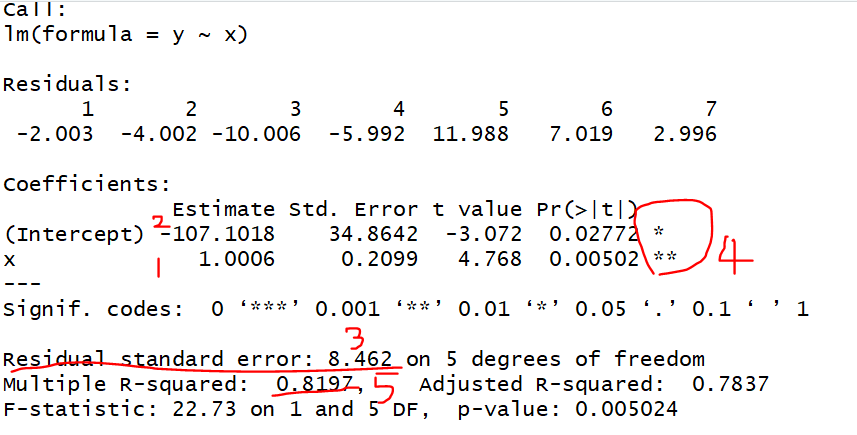 Call:
lm(formula = y ~ x)
Residuals:
1 2 3 4 5 6 7
-2.003 -4.002 -10.006 -5.992 11.988 7.019 2.996
Coefficients:
Estimate Std. Error t value Pr(>|t|)
(Intercept) 2 -107.1018 34.8642 -3.072 0.02772 *
x 1 1.0006 0.2099 4.768 0.00502 ** 4
---
Signif. codes: 0 ‘***’ 0.001 ‘**’ 0.01 ‘*’ 0.05 ‘.’ 0.1 ‘ ’ 1
3
Residual standard error: 8.462 on 5 degrees of freedom
Multiple R-squared: 0.8197, 5 Adjusted R-squared: 0.7837
F-statistic: 22.73 on 1 and 5 DF, p-value: 0.005024